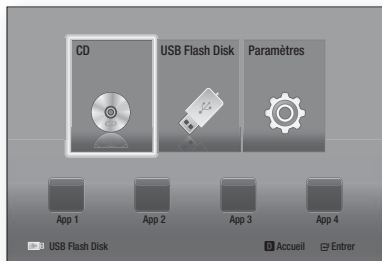 CD USB Flash Disk Paramètres
App 1 App 2 App 3 App 4
USB Flash Disk D Accueil Entrer